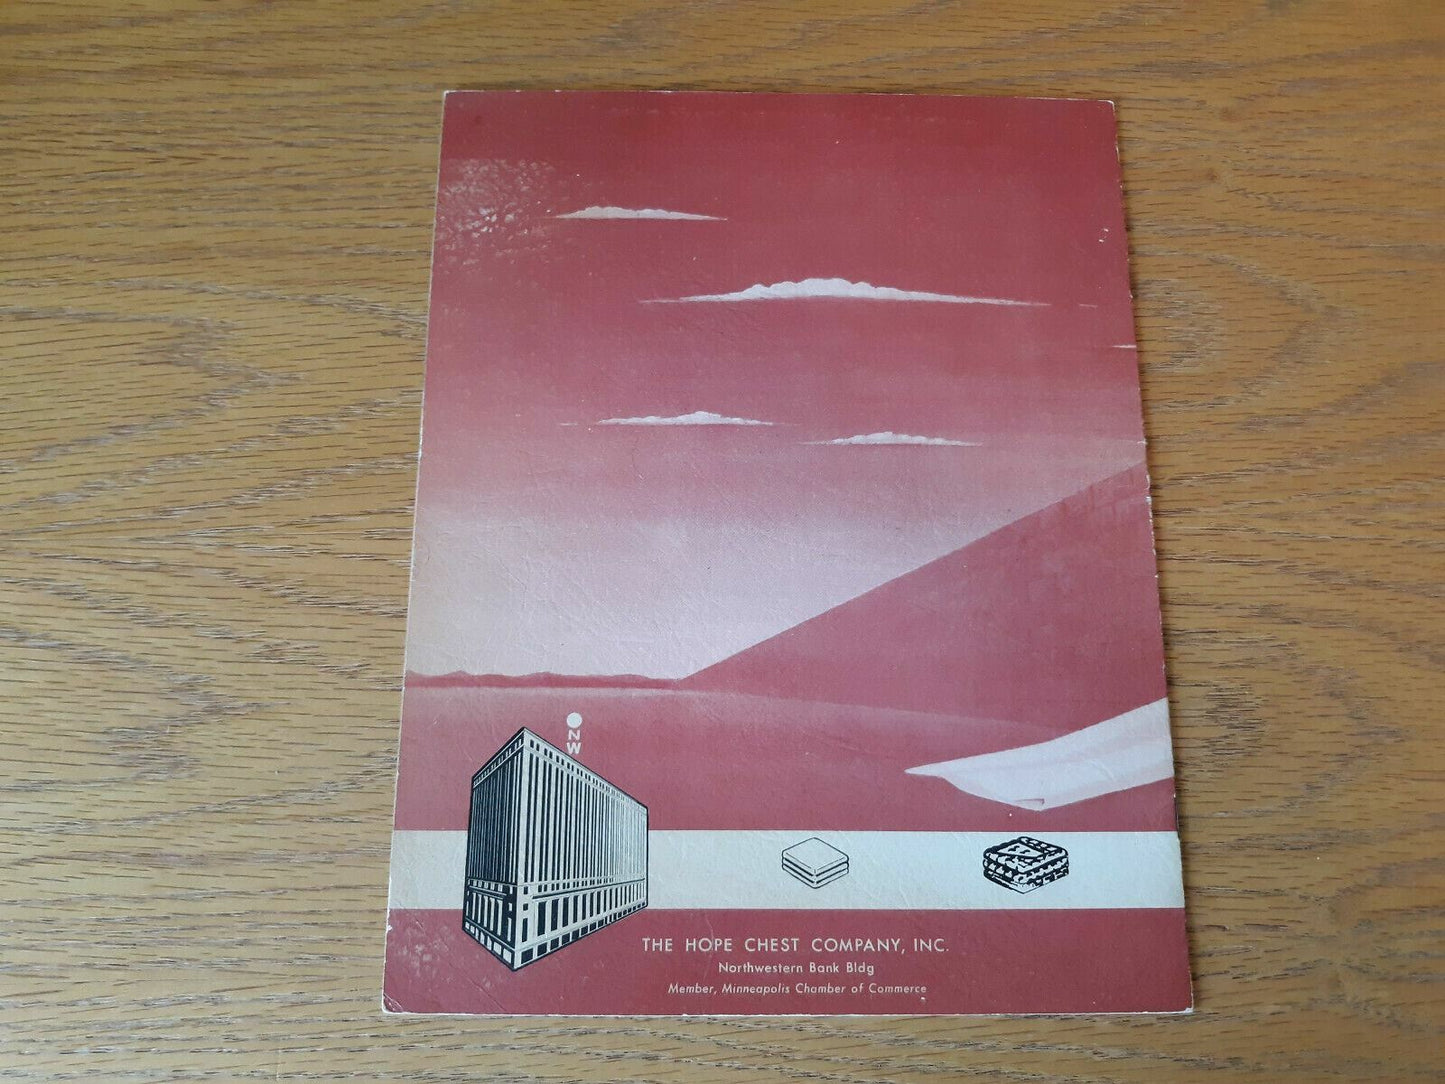 NW
THE HOPE CHEST COMPANY, INC.
Northwestern Bank Bldg
Member, Minneapolis Chamber of Commerce